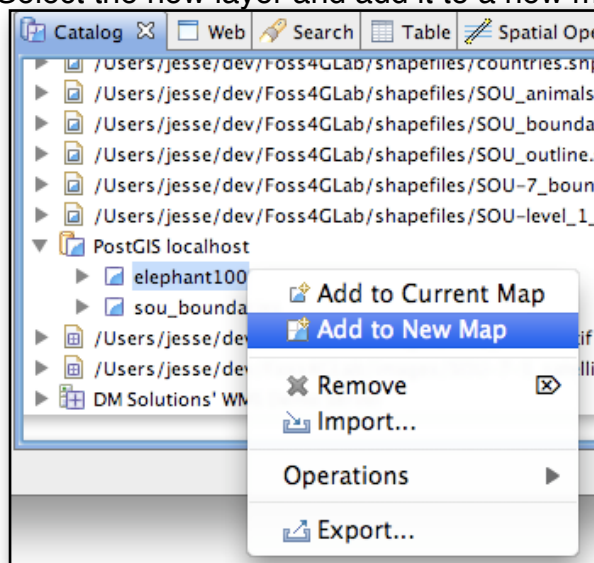 Select the new layer and add it to a new m
Catalog Web Search Table Spatial Ope
/Users/jesse/dev/Foss4GLab/shapefiles/countries.shp
/Users/jesse/dev/Foss4GLab/shapefiles/SOU_animals
/Users/jesse/dev/Foss4GLab/shapefiles/SOU_bounda
/Users/jesse/dev/Foss4GLab/shapefiles/SOU_outline.
/Users/jesse/dev/Foss4GLab/shapefiles/SOU-7_boun
/Users/jesse/dev/Foss4GLab/shapefiles/SOU-level_1_
PostGIS localhost
elephant100
Add to Current Map
sou_bounda
Add to New Map
/Users/jesse/de
tif
/Users/jesse/de
elli
Remove
DM Solutions' WM
Import...
Operations
Export...